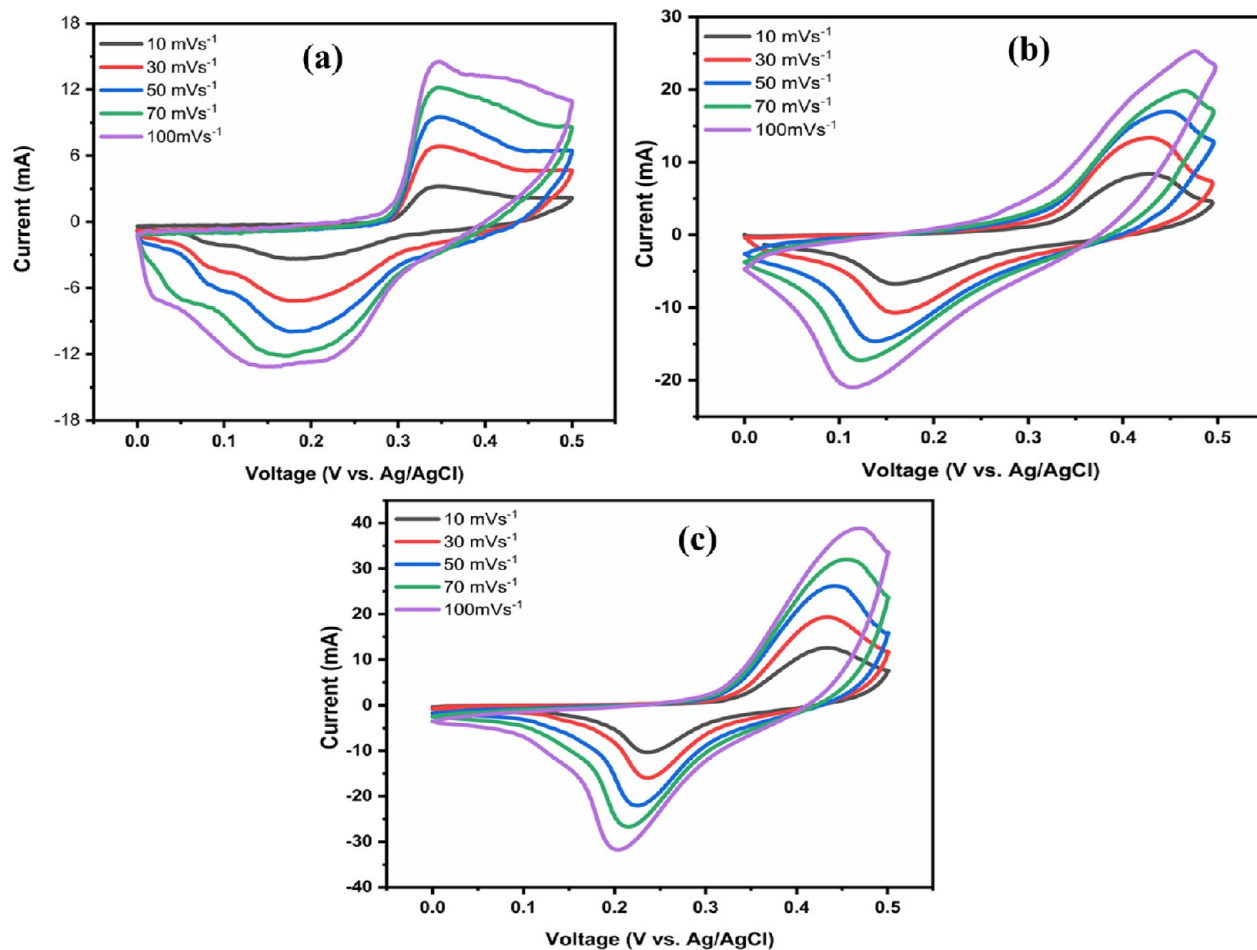 (a)
10 mVs⁻¹
30 mVs⁻¹
50 mVs⁻¹
70 mVs⁻¹
100mVs⁻¹
18
12
6
0
-6
-12
-18
Current (mA)
0.0 0.1 0.2 0.3 0.4 0.5
Voltage (V vs. Ag/AgCl)
(b)
10 mVs⁻¹
30 mVs⁻¹
50 mVs⁻¹
70 mVs⁻¹
100mVs⁻¹
30
20
10
0
-10
-20
Current (mA)
0.0 0.1 0.2 0.3 0.4 0.5
Voltage (V vs. Ag/AgCl)
(c)
10 mVs⁻¹
30 mVs⁻¹
50 mVs⁻¹
70 mVs⁻¹
100mVs⁻¹
40
30
20
10
0
-10
-20
-30
-40
Current (mA)
0.0 0.1 0.2 0.3 0.4 0.5
Voltage (V vs. Ag/AgCl)